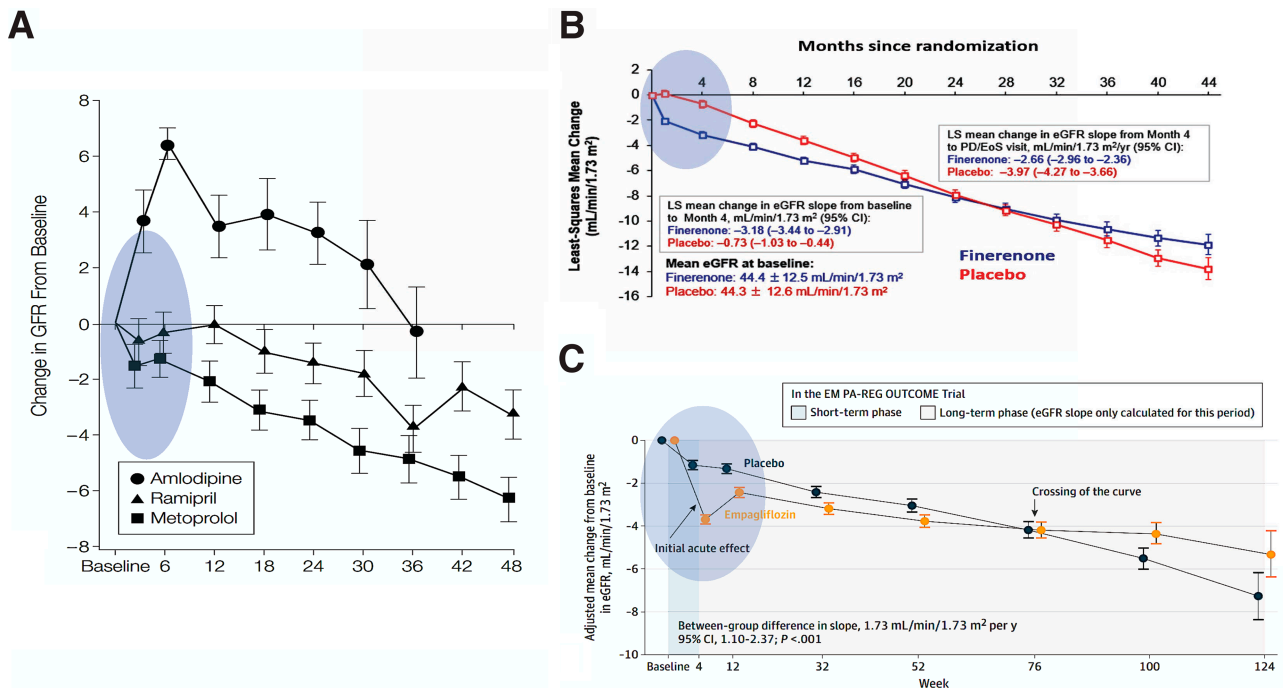 A
Change in GFR From Baseline
8
6
4
2
0
−2
−4
−6
−8
Amlodipine
Ramipril
Metoprolol
Baseline 6 12 18 24 30 36 42 48
B
Months since randomization
Least-Squares Mean Change
(mL/min/1.73 m²)
4 8 12 16 20 24 28 32 36 40 44
2
0
-2
-4
-6
-8
-10
-12
-14
-16
LS mean change in eGFR slope from Month 4
to PD/EoS visit, mL/min/1.73 m²/yr (95% CI):
Finerenone: –2.66 (–2.96 to –2.36)
Placebo: –3.97 (–4.27 to –3.66)
LS mean change in eGFR slope from baseline
to Month 4, mL/min/1.73 m² (95% CI):
Finerenone: –3.18 (–3.44 to –2.91)
Placebo: –0.73 (–1.03 to –0.44)
Finerenone
Placebo
Mean eGFR at baseline:
Finerenone: 44.4 ± 12.5 mL/min/1.73 m²
Placebo: 44.3 ± 12.6 mL/min/1.73 m²
C
In the EM PA-REG OUTCOME Trial
Short-term phase Long-term phase (eGFR slope only calculated for this period)
Adjusted mean change from baseline
in eGFR, mL/min/1.73 m²
0
-2
-4
-6
-8
-10
Placebo
Empagliflozin
Initial acute effect
Crossing of the curve
Between-group difference in slope, 1.73 mL/min/1.73 m² per y
95% CI, 1.10-2.37; P <.001
Baseline 4 12 32 52 76 100 124
Week